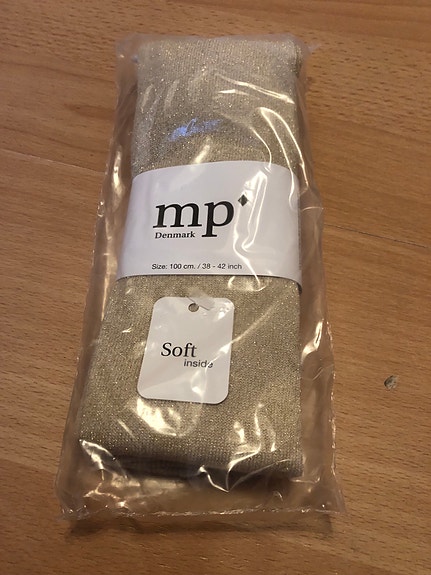 mp
Denmark
Size: 100 cm. / 38 - 42 inch
Soft
inside